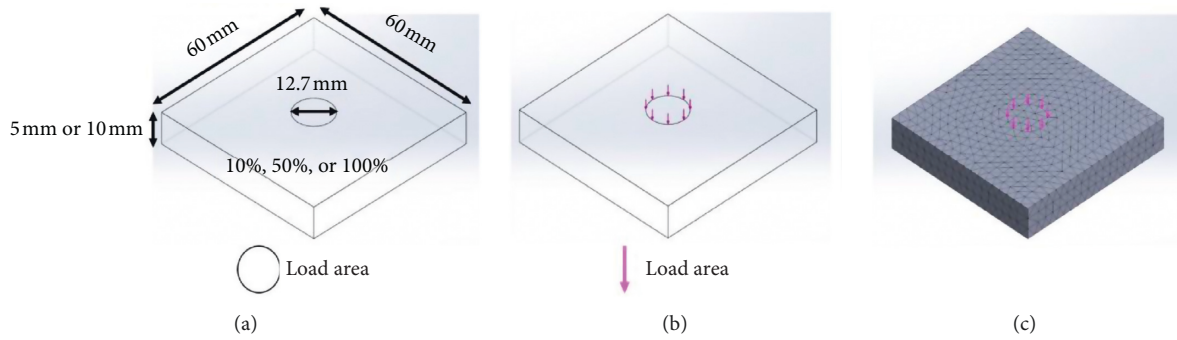 60 mm
60 mm
12.7 mm
5 mm or 10 mm
10%, 50%, or 100%
Load area
Load area
(a)
(b)
(c)